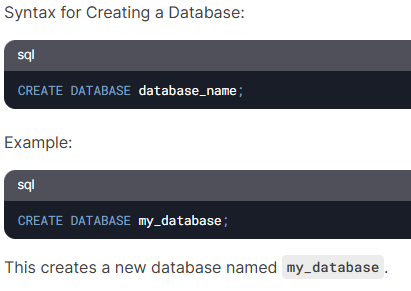 Syntax for Creating a Database:
sql
CREATE DATABASE database_name;
Example:
sql
CREATE DATABASE my_database;
This creates a new database named my_database.